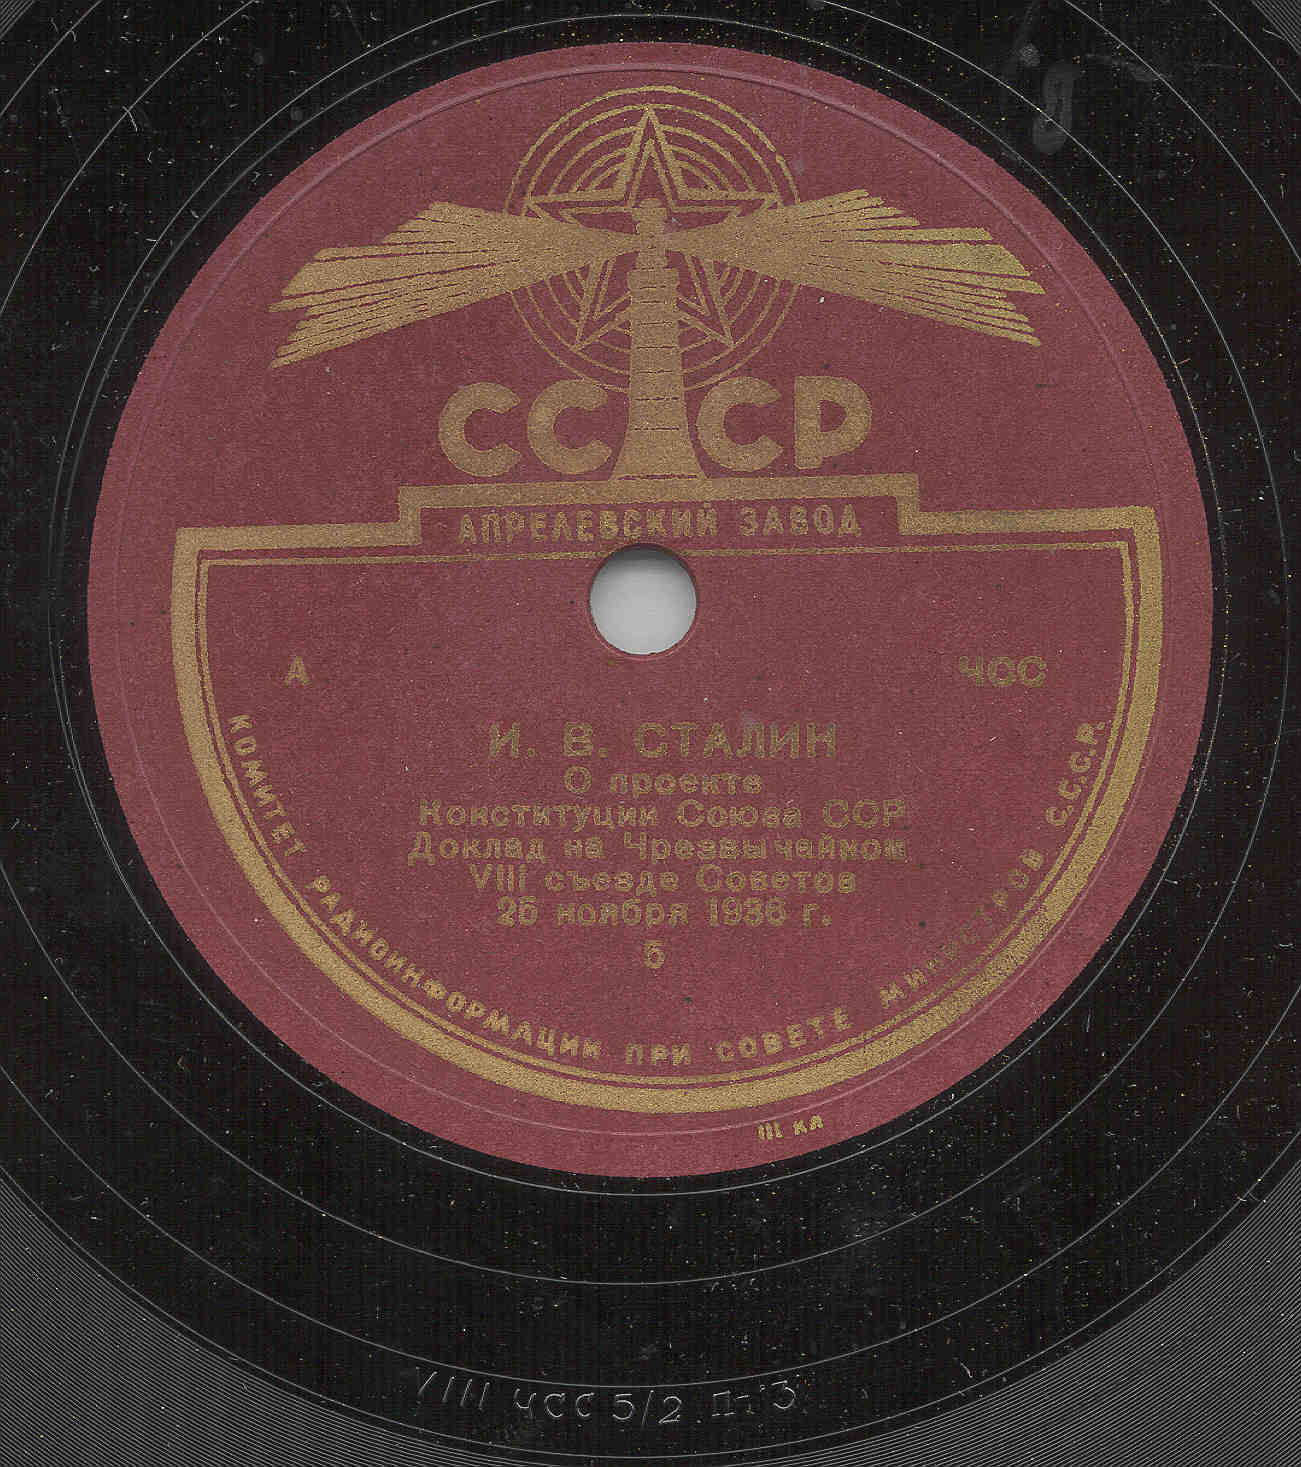 СССР
АПРЕЛЕВСКИЙ ЗАВОД
А
ЧСС
И. В. СТАЛИН
О проекте
Конституции Союза ССР
Доклад на Чрезвычайном
VIII съезде Советов
25 ноября 1936 г.
5
КОМИТЕТ РАДИОИНФОРМАЦИИ ПРИ СОВЕТЕ МИНИСТРОВ С.С.С.Р.
III КЛ
VIII ЧСС 5/2 П-3